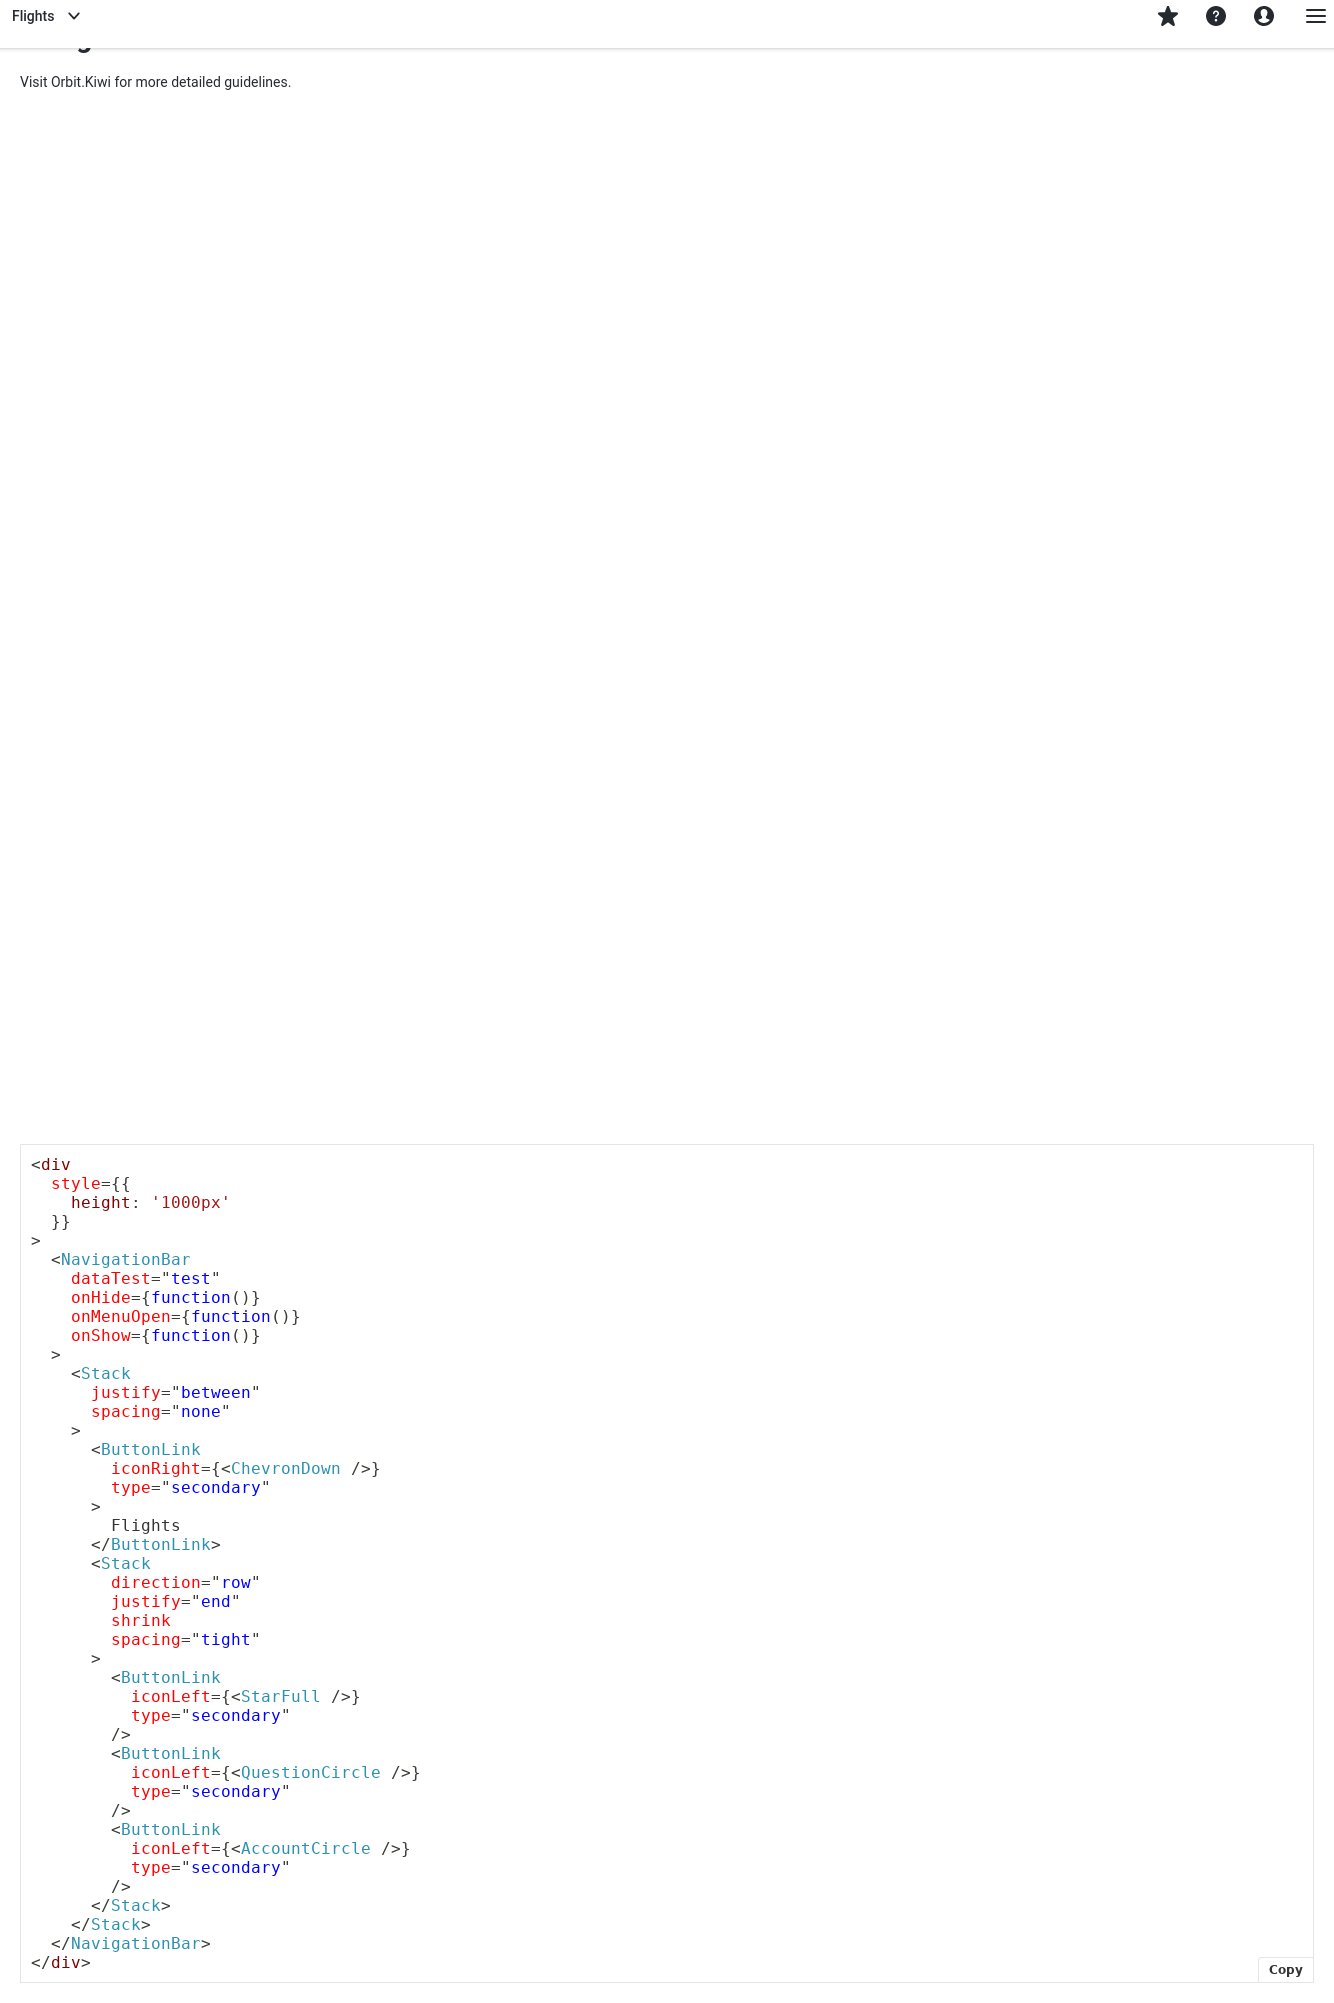 Flights
Visit Orbit.Kiwi for more detailed guidelines.
<div
  style={{
    height: '1000px'
  }}
>
  <NavigationBar
    dataTest="test"
    onHide={function()}
    onMenuOpen={function()}
    onShow={function()}
  >
    <Stack
      justify="between"
      spacing="none"
    >
      <ButtonLink
        iconRight={<ChevronDown />}
        type="secondary"
      >
        Flights
      </ButtonLink>
      <Stack
        direction="row"
        justify="end"
        shrink
        spacing="tight"
      >
        <ButtonLink
          iconLeft={<StarFull />}
          type="secondary"
        />
        <ButtonLink
          iconLeft={<QuestionCircle />}
          type="secondary"
        />
        <ButtonLink
          iconLeft={<AccountCircle />}
          type="secondary"
        />
      </Stack>
    </Stack>
  </NavigationBar>
</div>
Copy